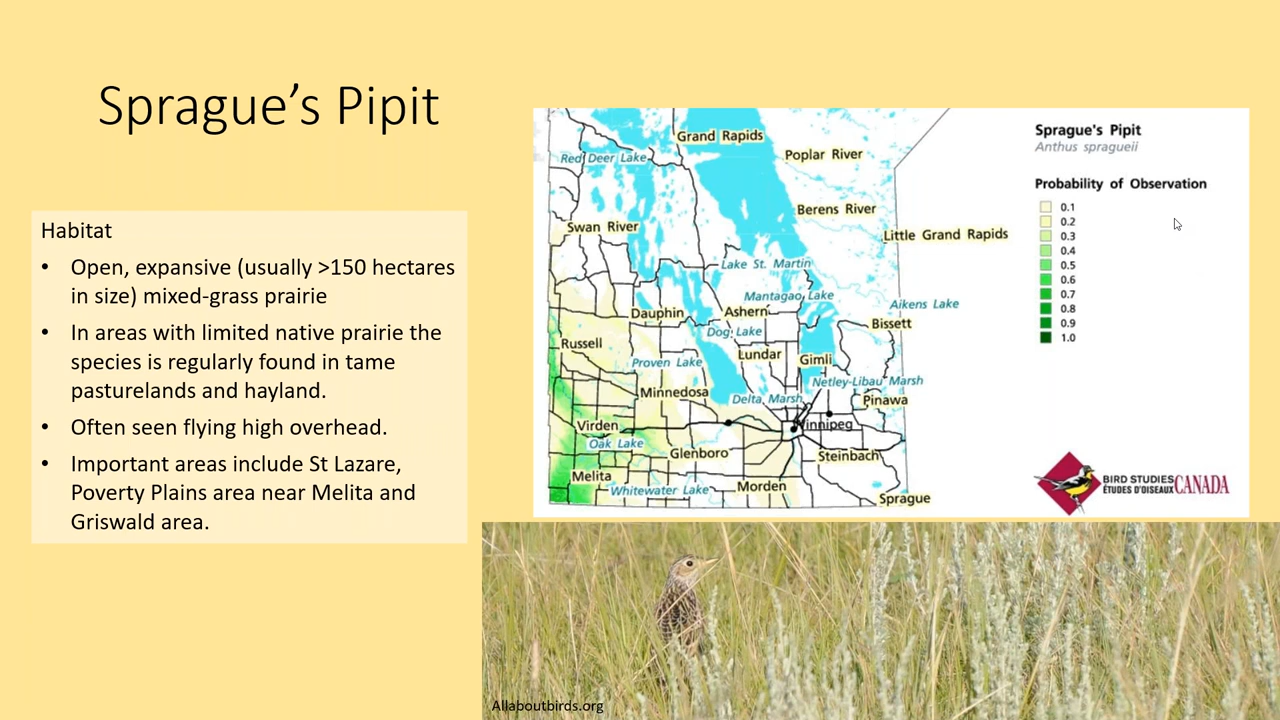 Sprague’s Pipit
Habitat
• Open, expansive (usually >150 hectares
in size) mixed-grass prairie
• In areas with limited native prairie the
species is regularly found in tame
pasturelands and hayland.
• Often seen flying high overhead.
• Important areas include St Lazare,
Poverty Plains area near Melita and
Griswald area.
Grand Rapids
Red Deer Lake
Poplar River
Berens River
Swan River
Little Grand Rapids
Lake St. Martin
Mantagao Lake
Aikens Lake
Dauphin
Ashern
Bissett
Dog Lake
Russell
Lundar
Gimli
Proven Lake
Netley-Libau Marsh
Minnedosa
Delta Marsh
Pinawa
Virden
Winnipeg
Oak Lake
Glenboro
Steinbach
Melita
Whitewater Lake
Morden
Sprague
Sprague's Pipit
Anthus spragueii
Probability of Observation
0.1
0.2
0.3
0.4
0.5
0.6
0.7
0.8
0.9
1.0
BIRD STUDIES
ÉTUDES D'OISEAUX CANADA
Allaboutbirds.org